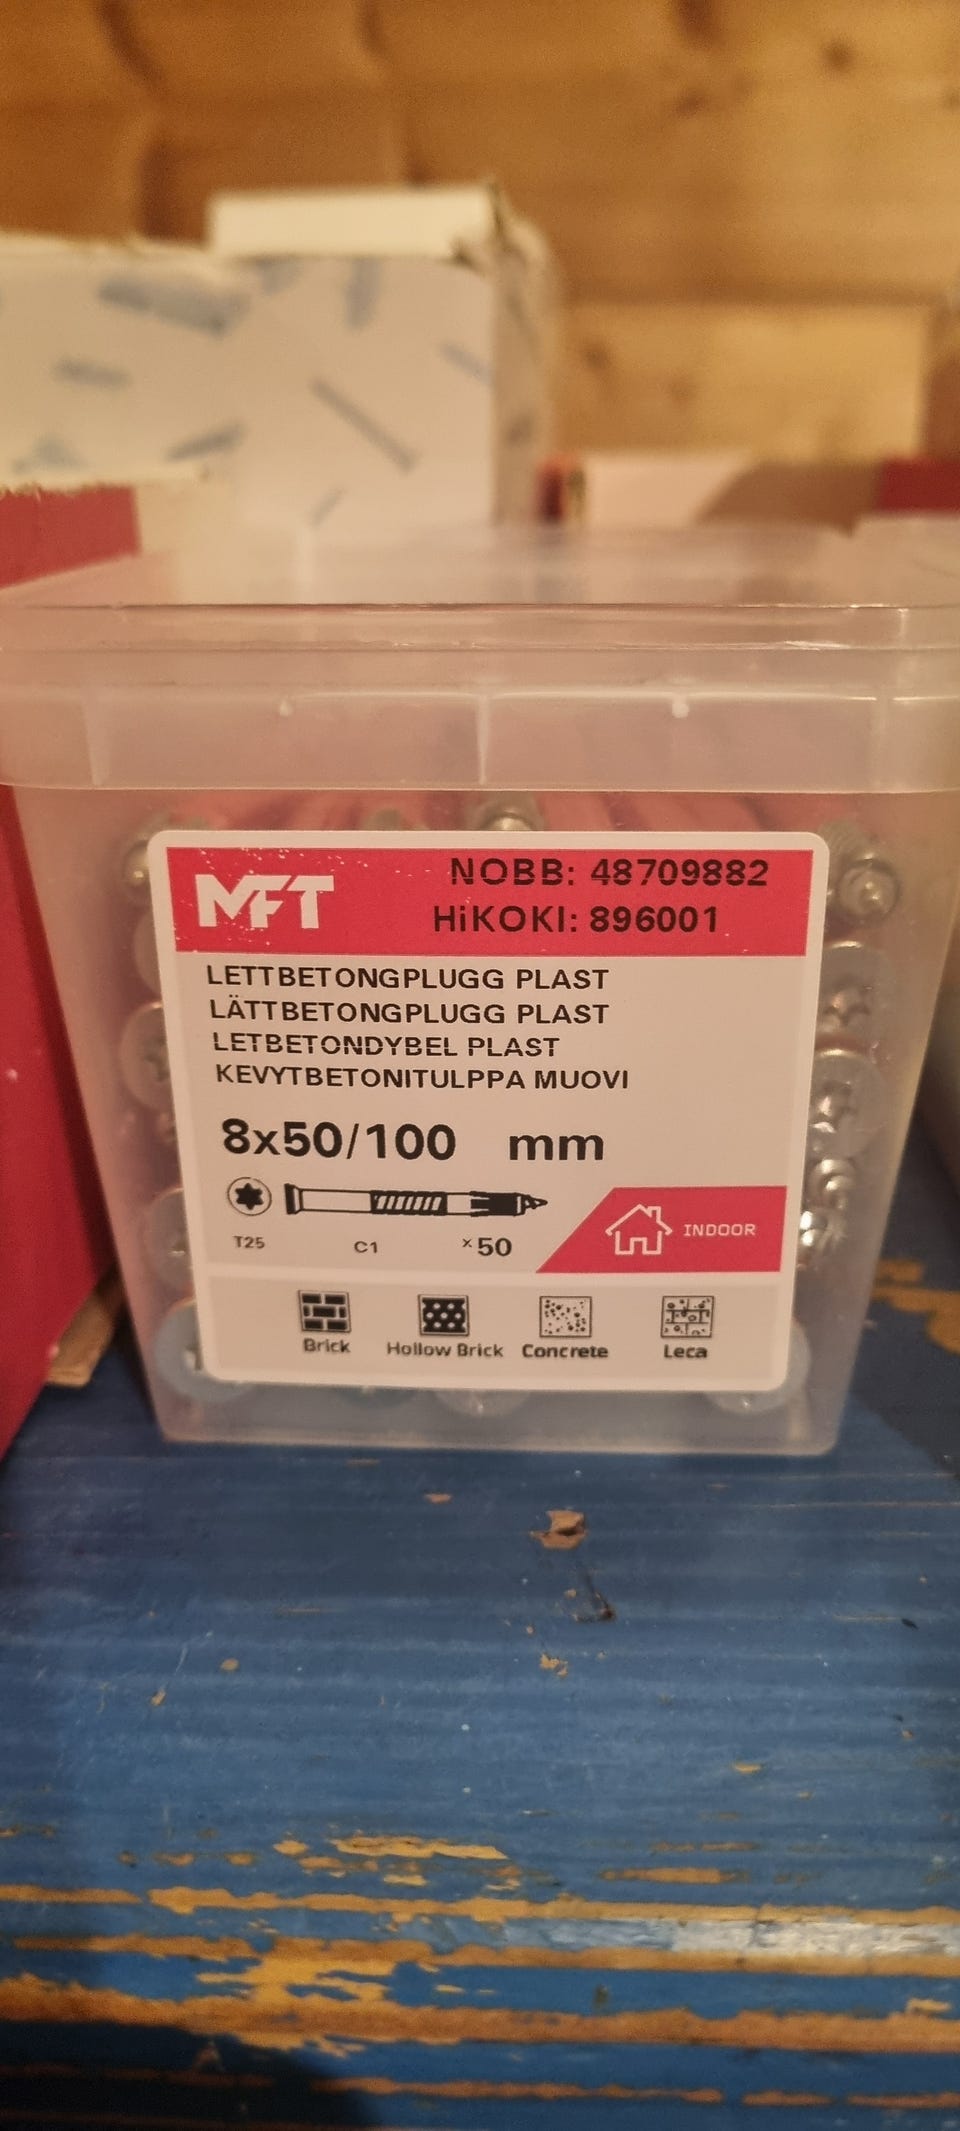 MFT
NOBB: 48709882
HiKOKI: 896001
LETTBETONGPLUGG PLAST
LÄTTBETONGPLUGG PLAST
LETBETONDYBEL PLAST
KEVYTBETONITULPPA MUOVI
8x50/100 mm
T25 C1 x50
INDOOR
Brick Hollow Brick Concrete Leca